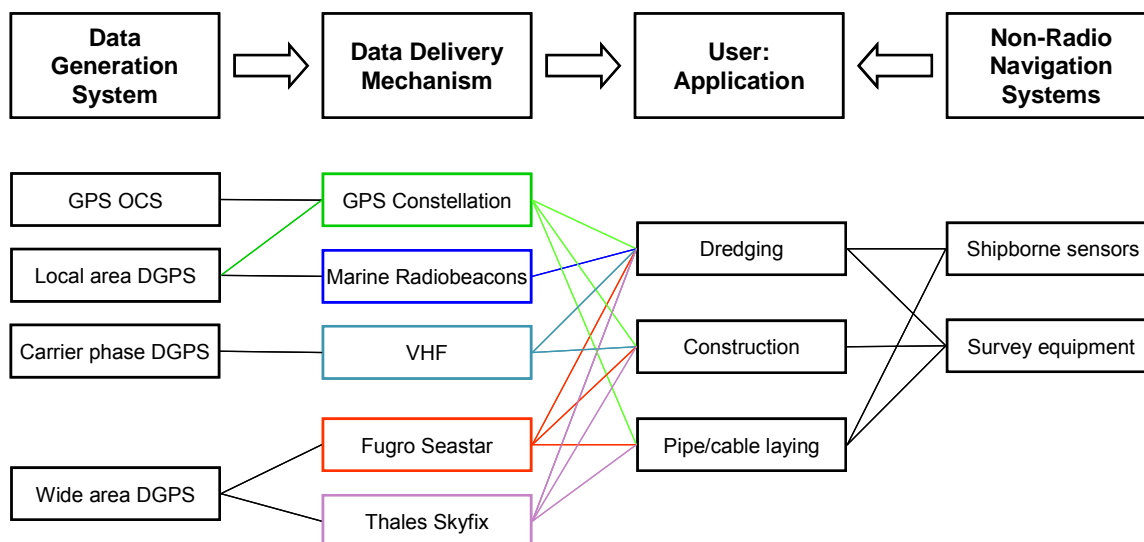 Data
Generation
System
Data Delivery
Mechanism
User:
Application
Non-Radio
Navigation
Systems
GPS OCS
GPS Constellation
Local area DGPS
Marine Radiobeacons
Dredging
Shipborne sensors
Carrier phase DGPS
VHF
Construction
Survey equipment
Fugro Seastar
Pipe/cable laying
Wide area DGPS
Thales Skyfix